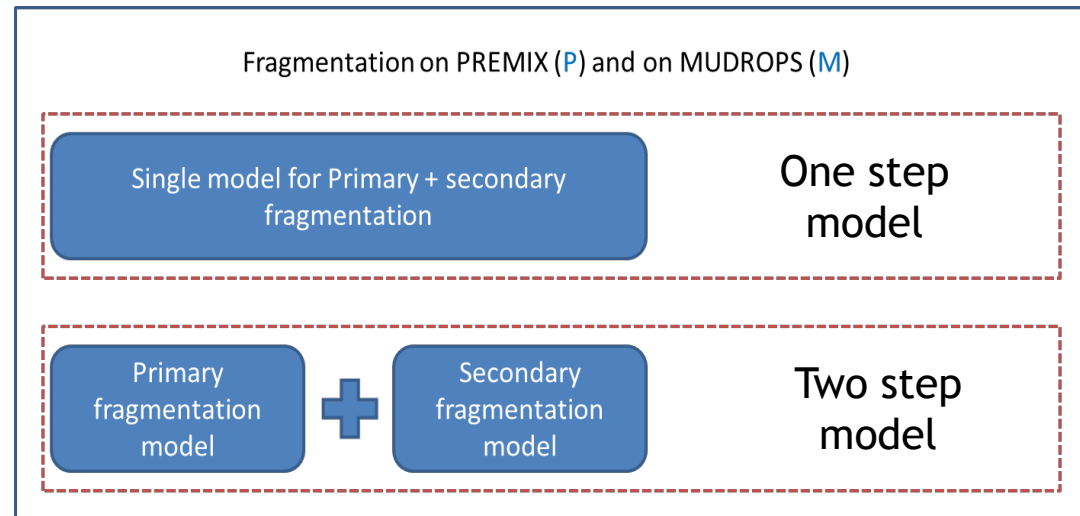 Fragmentation on PREMIX (P) and on MUDROPS (M)
Single model for Primary + secondary
fragmentation
One step
model
Primary
fragmentation
model
Secondary
fragmentation
model
Two step
model